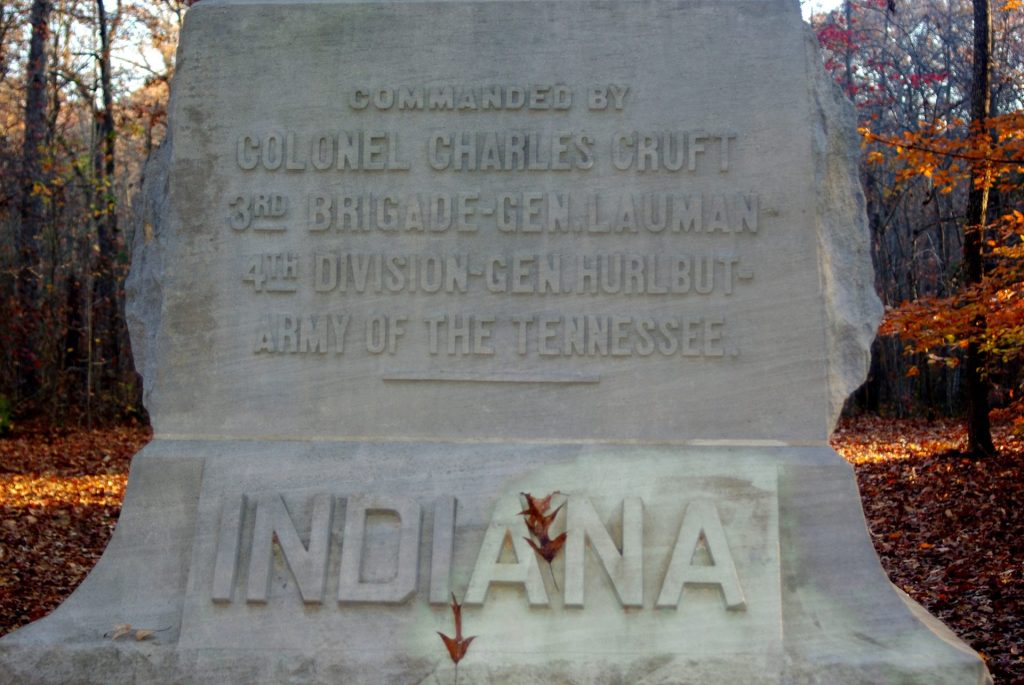 COMMANDED BY
COLONEL CHARLES CRUFT
3RD BRIGADE-GEN. LAUMAN-
4TH DIVISION-GEN. HURLBUT-
ARMY OF THE TENNESSEE.
INDIANA